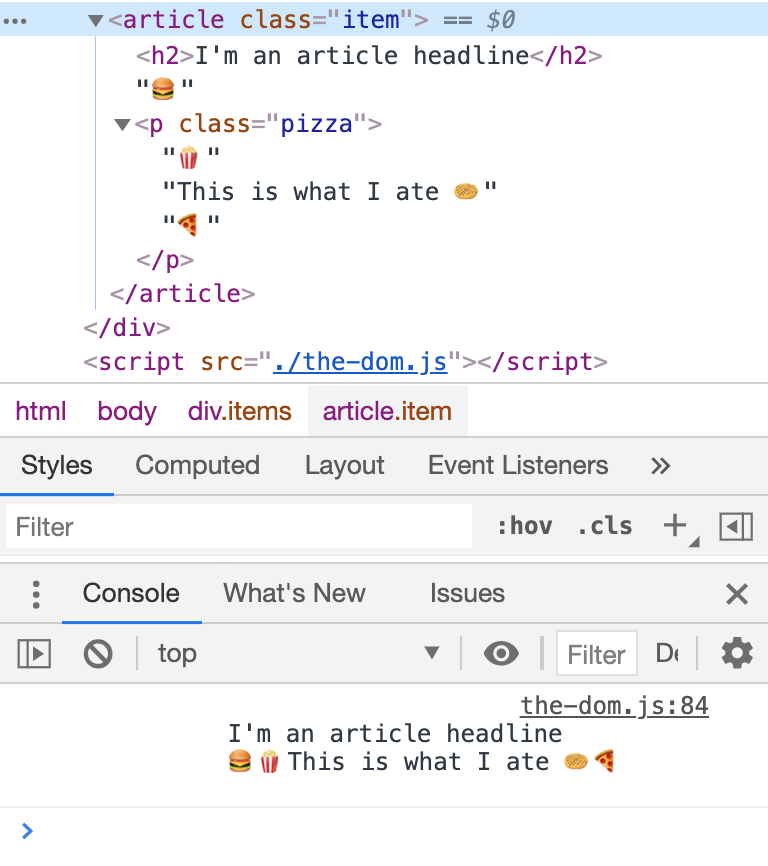 ••• ▼<article class="item"> == $0
<h2>I'm an article headline</h2>
"🍔 "
▼<p class="pizza">
"🍿 "
"This is what I ate 🥯 "
"🍕 "
</p>
</article>
</div>
<script src="./the-dom.js"></script>
html body div.items article.item
Styles Computed Layout Event Listeners »
Filter :hov .cls +
Console What's New Issues ×
top ▼ Filter De
the-dom.js:84
I'm an article headline
🍔🍿This is what I ate 🥯🍕
>